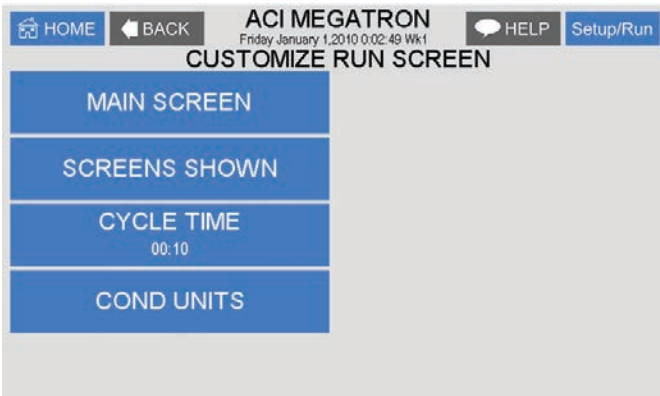 HOME
BACK
ACI MEGATRON
Friday January 1,2010 0:02:49 Wk1
HELP
Setup/Run
CUSTOMIZE RUN SCREEN
MAIN SCREEN
SCREENS SHOWN
CYCLE TIME
00:10
COND UNITS